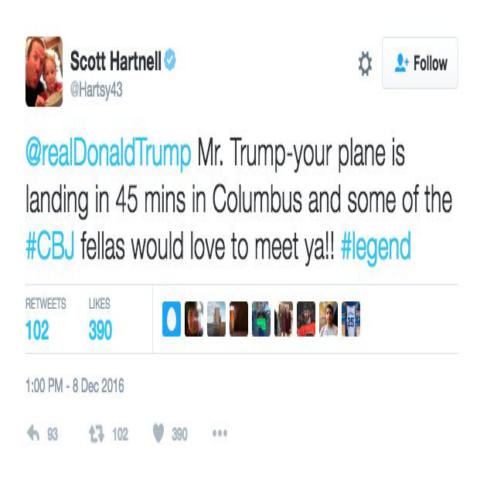 Scott Hartnell
@Hartsy43
Follow
@realDonaldTrump Mr. Trump-your plane is
landing in 45 mins in Columbus and some of the
#CBJ fellas would love to meet ya!! #legend
RETWEETS LIKES
102 390
1:00 PM - 8 Dec 2016
93 102 390